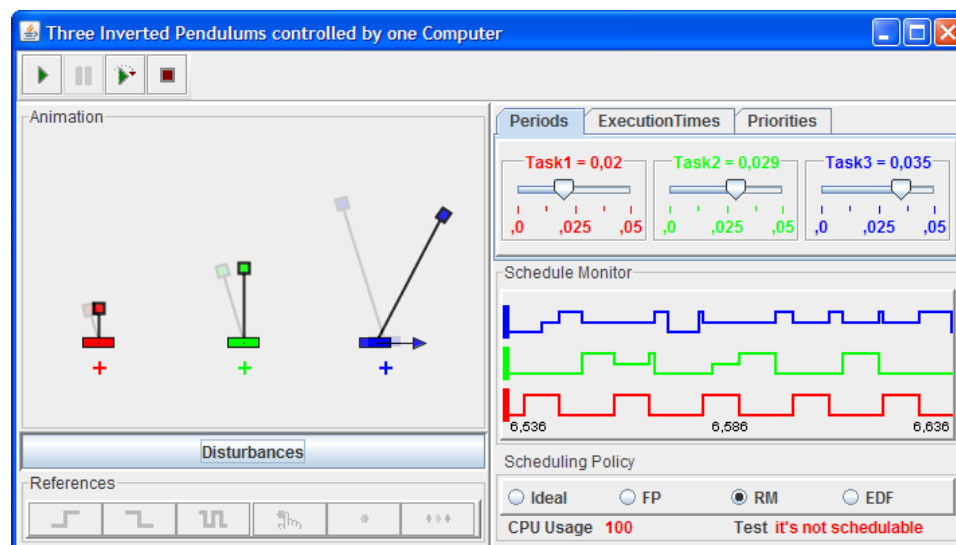 Three Inverted Pendulums controlled by one Computer
Animation
Disturbances
References
Periods ExecutionTimes Priorities
Task1 = 0,02 Task2 = 0,029 Task3 = 0,035
,0 ,025 ,05 ,0 ,025 ,05 ,0 ,025 ,05
Schedule Monitor
6,536 6,586 6,636
Scheduling Policy
Ideal FP RM EDF
CPU Usage 100 Test it's not schedulable